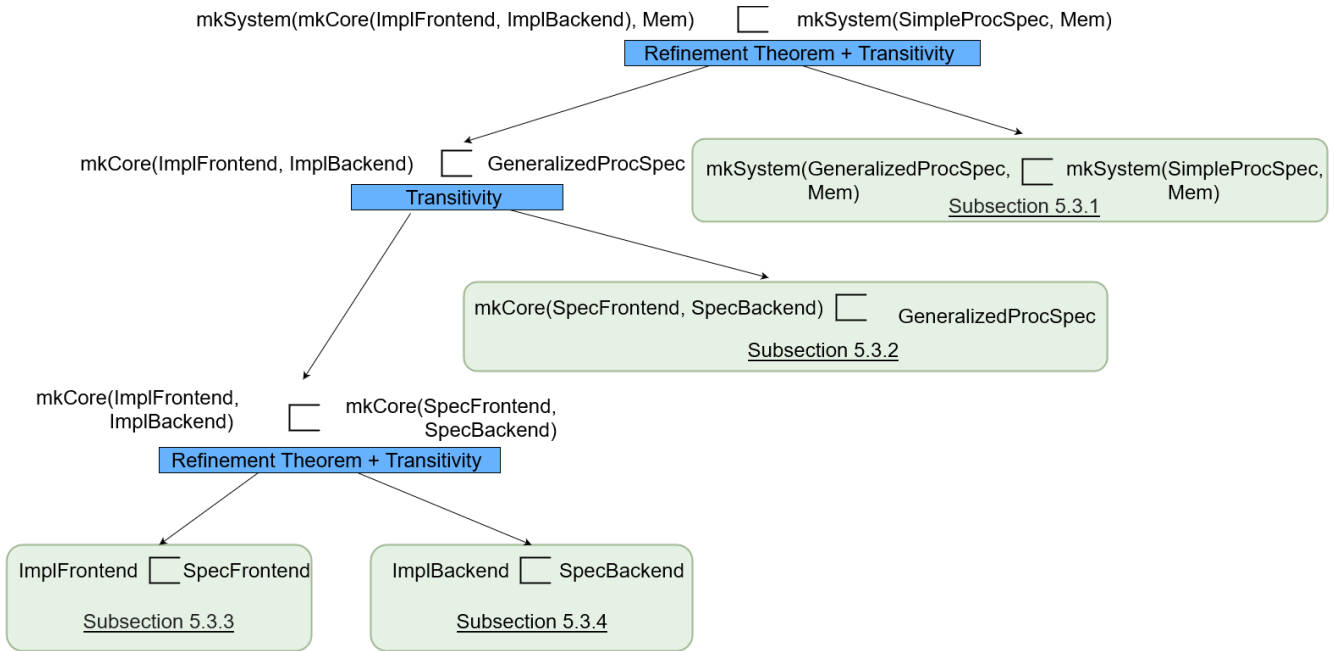 mkSystem(mkCore(ImplFrontend, ImplBackend), Mem) ⊏ mkSystem(SimpleProcSpec, Mem)
Refinement Theorem + Transitivity
mkCore(ImplFrontend, ImplBackend) ⊏ GeneralizedProcSpec
Transitivity
mkSystem(GeneralizedProcSpec,
Mem)
⊏
mkSystem(SimpleProcSpec,
Mem)
Subsection 5.3.1
mkCore(SpecFrontend, SpecBackend) ⊏ GeneralizedProcSpec
Subsection 5.3.2
mkCore(ImplFrontend,
ImplBackend)
⊏
mkCore(SpecFrontend,
SpecBackend)
Refinement Theorem + Transitivity
ImplFrontend ⊏ SpecFrontend
Subsection 5.3.3
ImplBackend ⊏ SpecBackend
Subsection 5.3.4